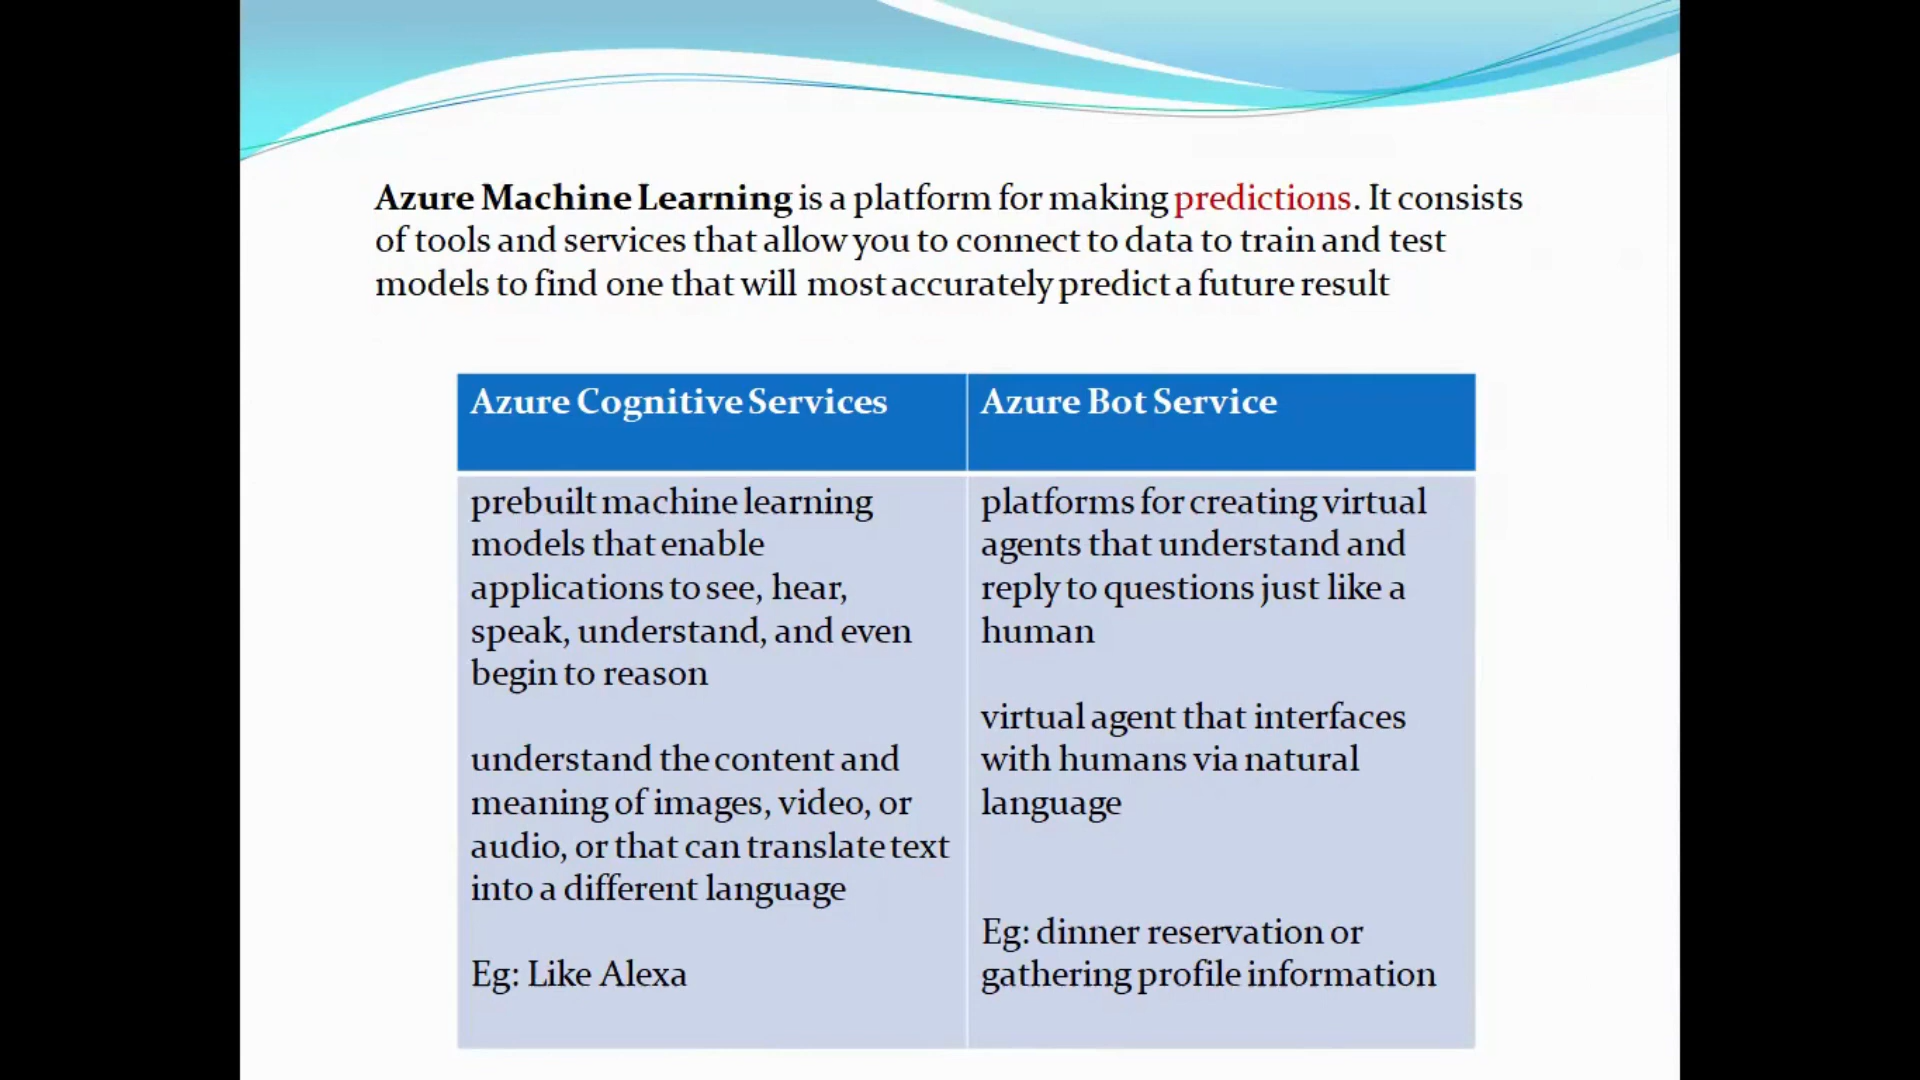 Azure Machine Learning is a platform for making predictions. It consists
of tools and services that allow you to connect to data to train and test
models to find one that will most accurately predict a future result
Azure Cognitive Services
prebuilt machine learning
models that enable
applications to see, hear,
speak, understand, and even
begin to reason
understand the content and
meaning of images, video, or
audio, or that can translate text
into a different language
Eg: Like Alexa
Azure Bot Service
platforms for creating virtual
agents that understand and
reply to questions just like a
human
virtual agent that interfaces
with humans via natural
language
Eg: dinner reservation or
gathering profile information